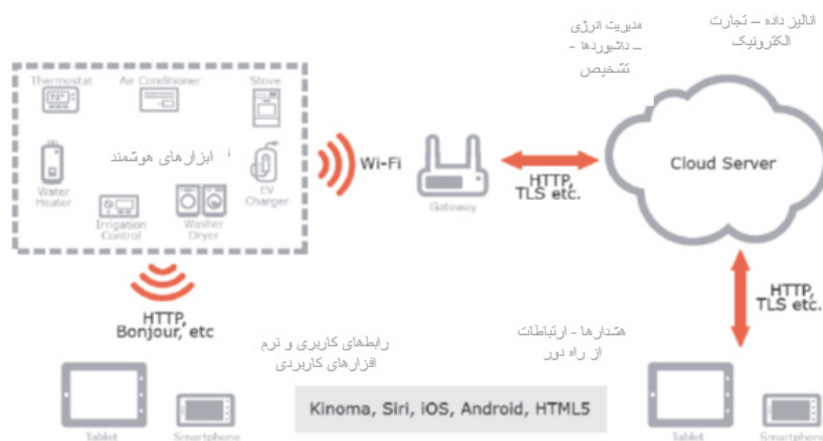 مدیریت انرژی
– داشبوردها -
تشخیص
انالیز داده – تجارت
الکترونیک
Thermostat
Air Conditioner
Stove
ابزارهای هوشمند
Water
Heater
Irrigation
Control
Washer
Dryer
EV
Charger
Wi-Fi
Gateway
HTTP,
TLS etc.
Cloud Server
HTTP,
Bonjour, etc
HTTP,
TLS etc.
رابطهای کاربری و نرم
افزارهای کاربردی
هشدارها - ارتباطات
از راه دور
Kinoma, Siri, iOS, Android, HTML5
Tablet
Smartphone
Tablet
Smartphone